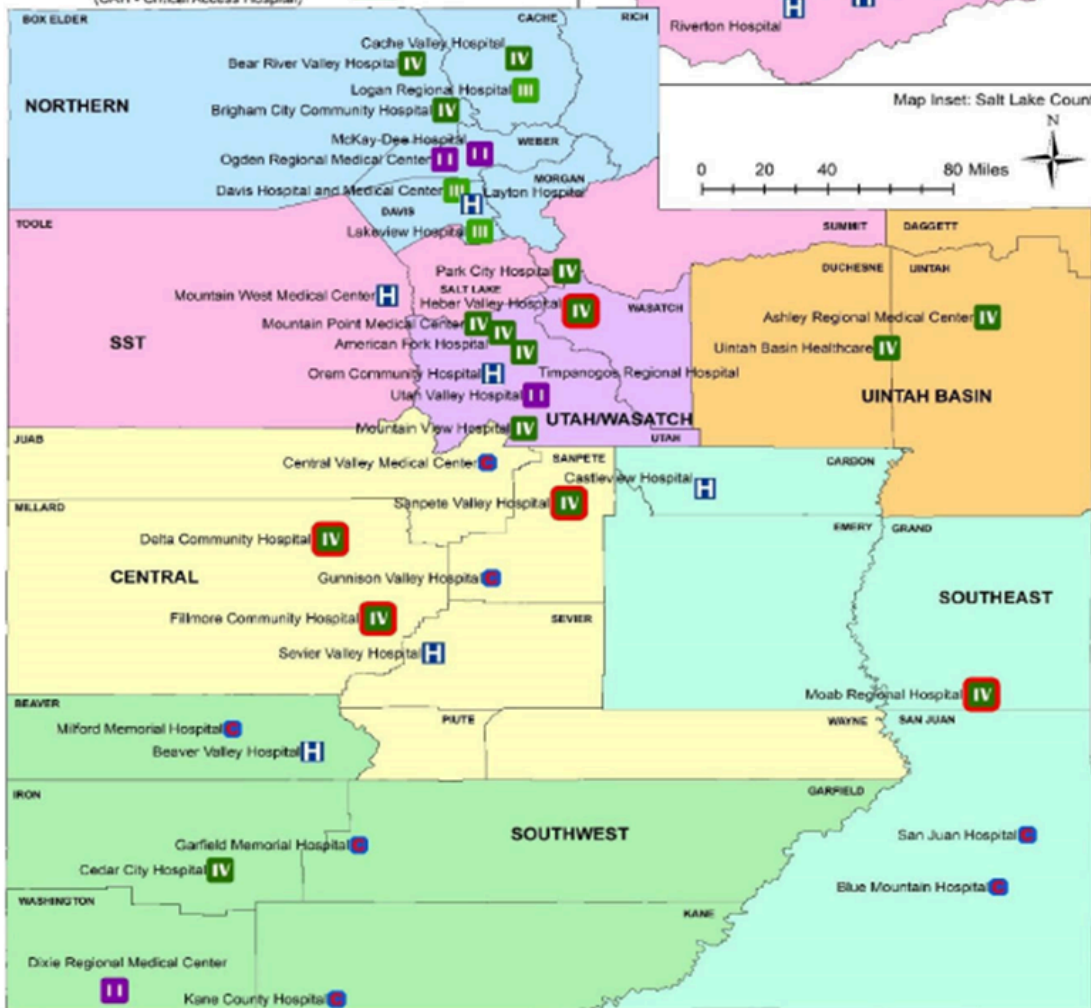 (CAH - Critical Access Hospital)
BOX ELDER
CACHE
RICH
Riverton Hospital
H
H
Cache Valley Hospital
IV
Bear River Valley Hospital
IV
Logan Regional Hospital
III
NORTHERN
Brigham City Community Hospital
IV
Map Inset: Salt Lake Coun
N
McKay-Dee Hospital
II
WEBER
Ogden Regional Medical Center
II
0 20 40 80 Miles
MORGAN
Davis Hospital and Medical Center
III
Layton Hospital
H
DAVIS
TOOLE
Lakeview Hospital
III
SUMMIT
DAGGETT
Park City Hospital
IV
DUCHESNE
UINTAH
SALT LAKE
Mountain West Medical Center
H
Heber Valley Hospital
IV
WASATCH
Ashley Regional Medical Center
IV
Mountain Point Medical Center
IV
IV
SST
American Fork Hospital
IV
Uintah Basin Healthcare
IV
Orem Community Hospital
H
Timpanogos Regional Hospital
Utah Valley Hospital
II
UINTAH BASIN
UTAH/WASATCH
Mountain View Hospital
IV
UTAH
JUAB
Central Valley Medical Center
C
SANPETE
CARBON
Castleview Hospital
H
MILLARD
Sanpete Valley Hospital
IV
EMERY
GRAND
Delta Community Hospital
IV
CENTRAL
Gunnison Valley Hospital
C
SOUTHEAST
Fillmore Community Hospital
IV
SEVIER
Sevier Valley Hospital
H
Moab Regional Hospital
IV
BEAVER
PIUTE
WAYNE
SAN JUAN
Milford Memorial Hospital
C
Beaver Valley Hospital
H
IRON
GARFIELD
SOUTHWEST
San Juan Hospital
C
Garfield Memorial Hospital
C
Cedar City Hospital
IV
Blue Mountain Hospital
C
WASHINGTON
KANE
Dixie Regional Medical Center
II
Kane County Hospital
C